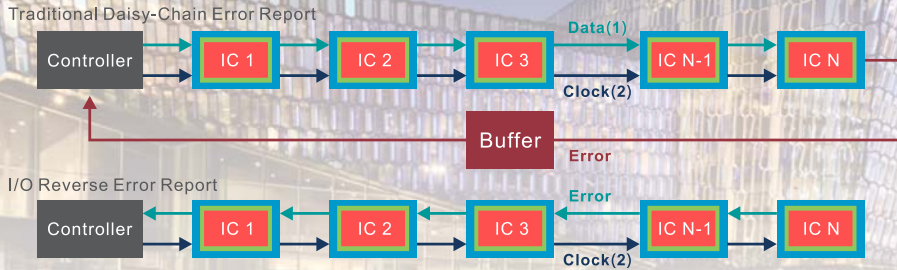 Traditional Daisy-Chain Error Report
Data(1)
Controller IC 1 IC 2 IC 3 IC N-1 IC N
Clock(2)
Buffer
Error
I/O Reverse Error Report
Error
Controller IC 1 IC 2 IC 3 IC N-1 IC N
Clock(2)